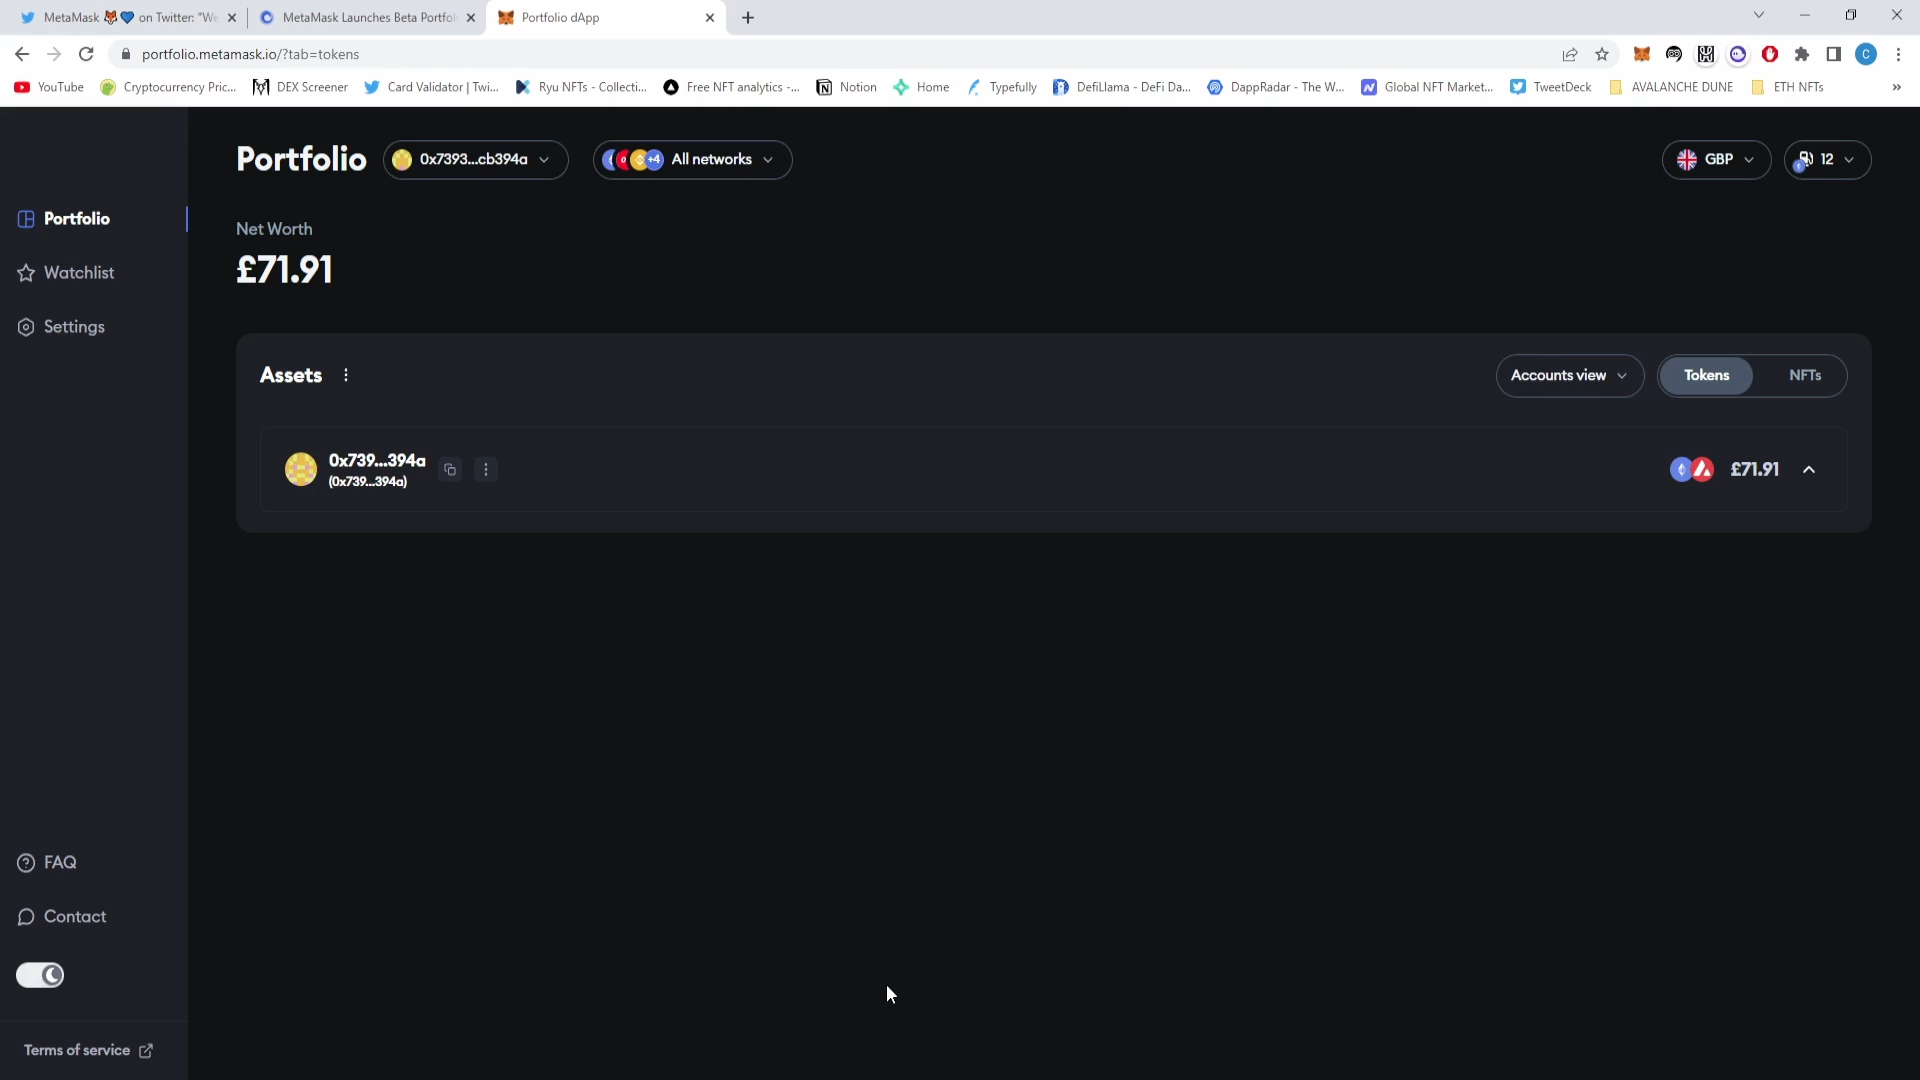 MetaMask 🦊💙 on Twitter: "We
MetaMask Launches Beta Portfol
Portfolio dApp
portfolio.metamask.io/?tab=tokens
C
YouTube
Cryptocurrency Pric...
DEX Screener
Card Validator | Twi...
Ryu NFTs - Collecti...
Free NFT analytics -...
Notion
Home
Typefully
DefiLlama - DeFi Da...
DappRadar - The W...
Global NFT Market...
TweetDeck
AVALANCHE DUNE
ETH NFTs
»
Portfolio
0x7393...cb394a
+4 All networks
GBP
12
Portfolio
Watchlist
Settings
Net Worth
£71.91
Assets
Accounts view
Tokens
NFTs
0x739...394a
(0x739...394a)
£71.91
FAQ
Contact
Terms of service